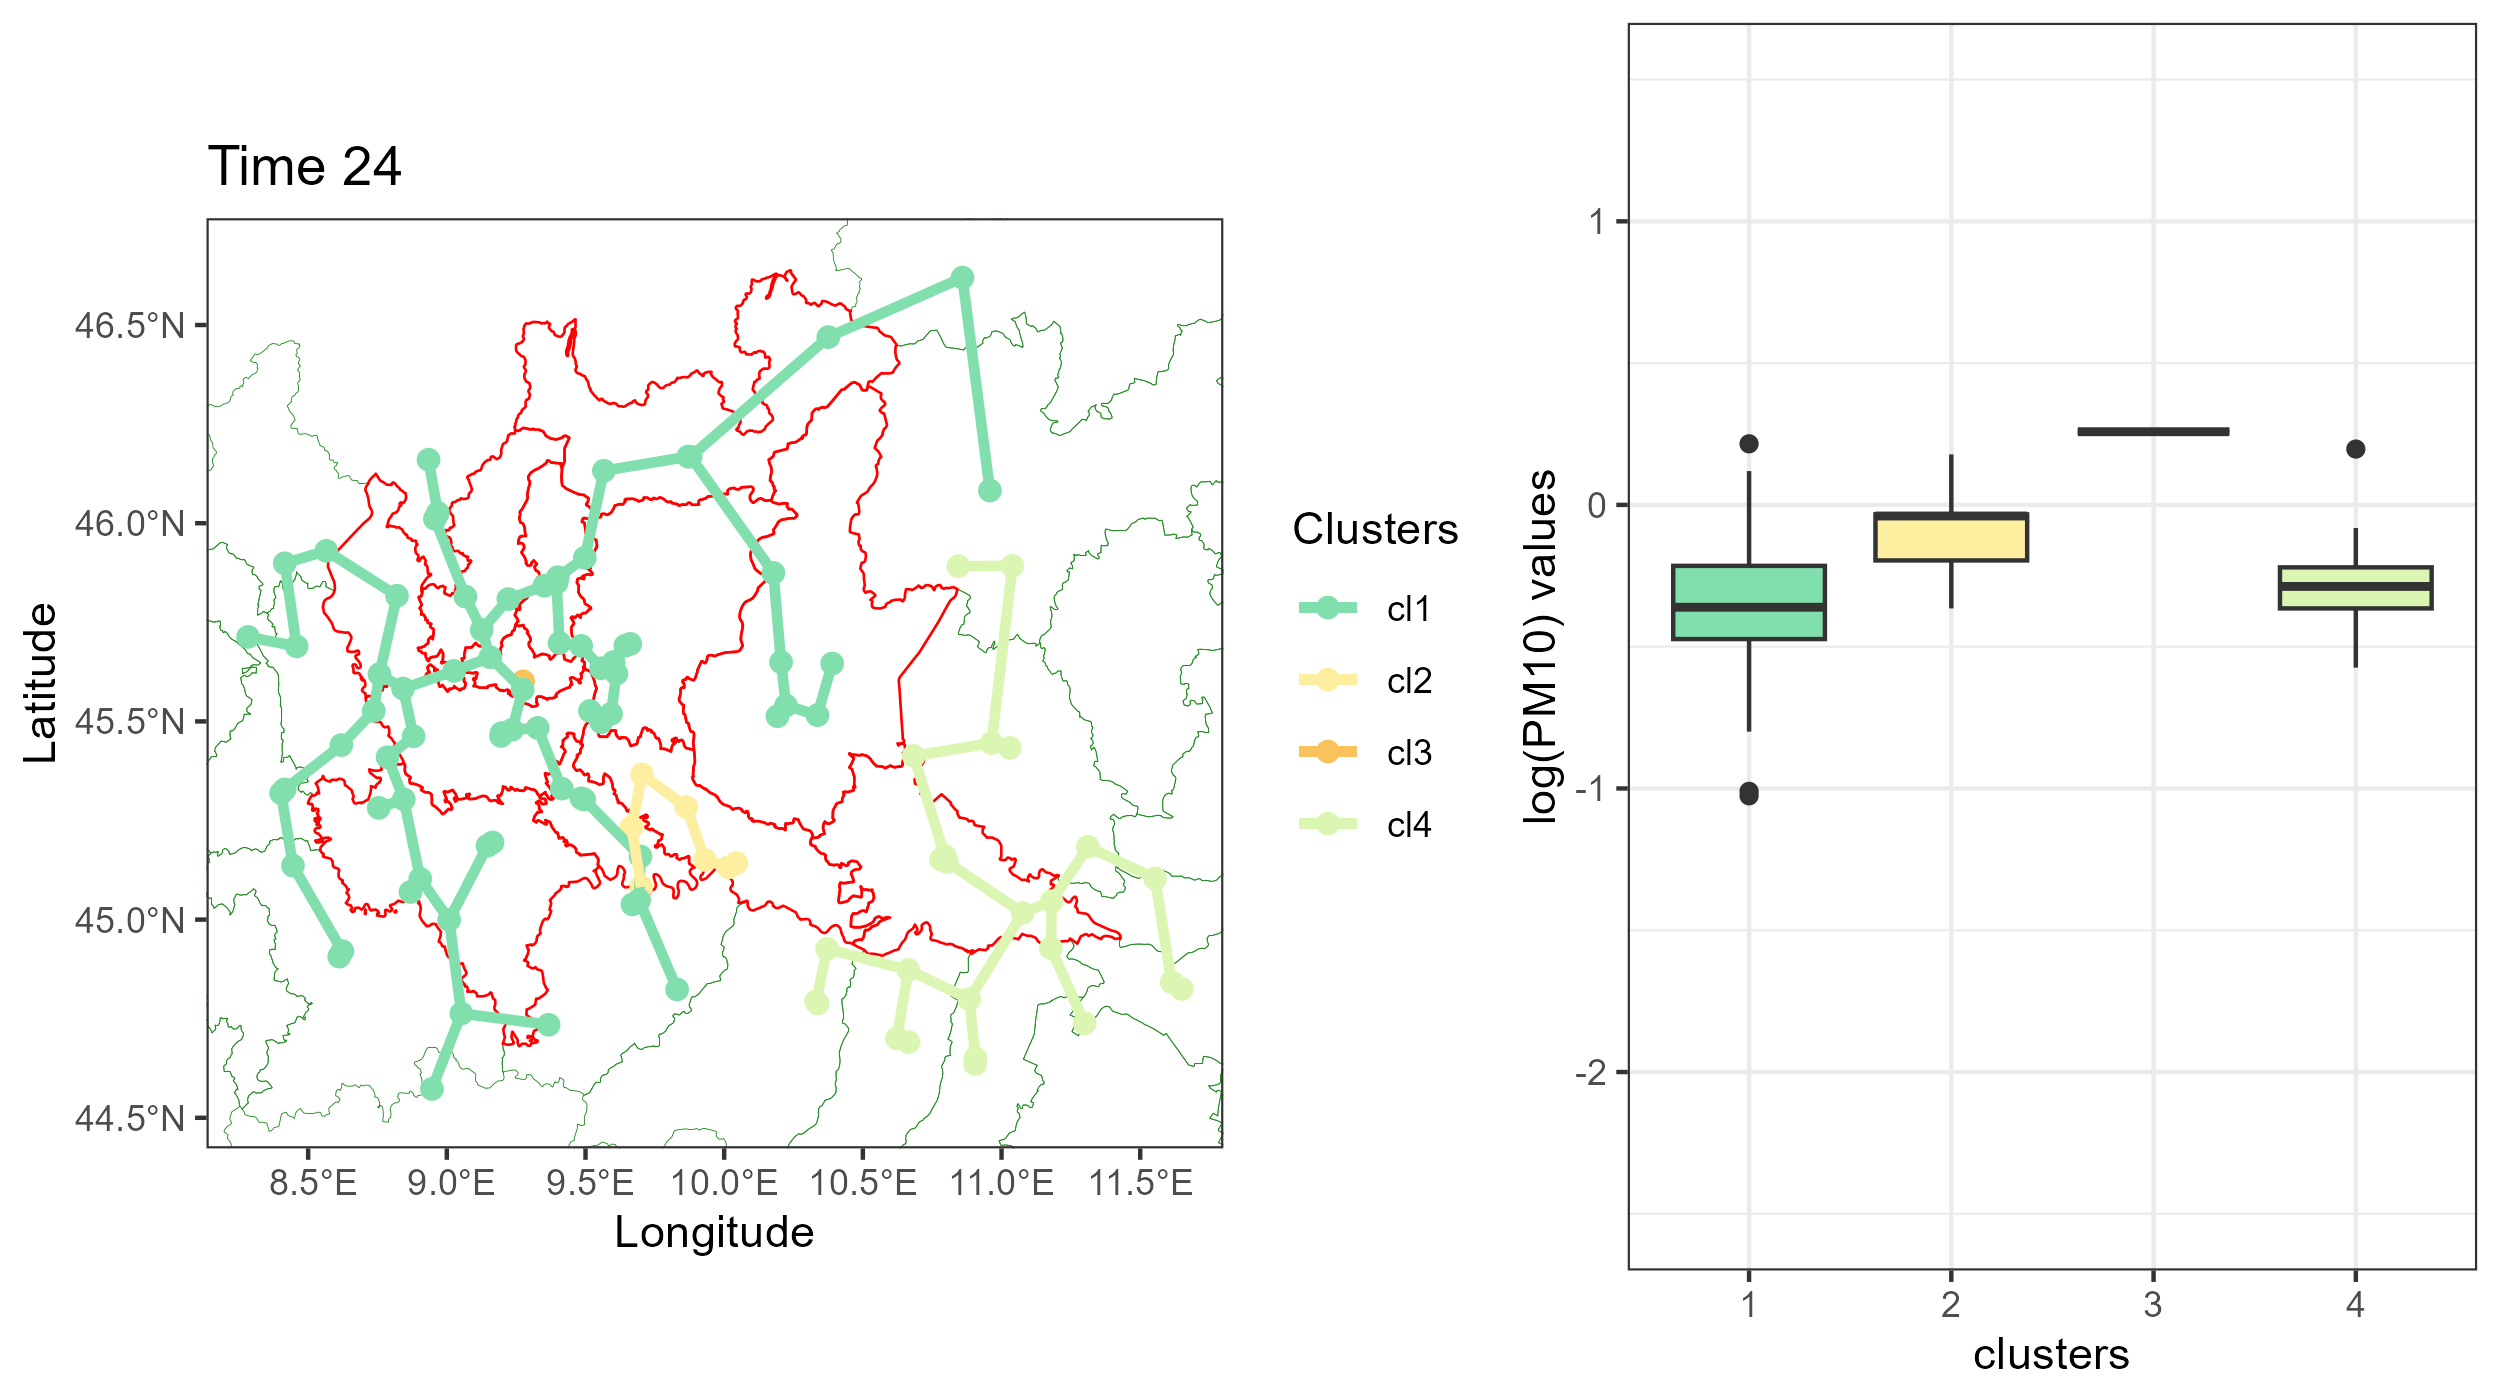 Time 24
Latitude
46.5°N
46.0°N
45.5°N
45.0°N
44.5°N
8.5°E
9.0°E
9.5°E
10.0°E
10.5°E
11.0°E
11.5°E
Longitude
Clusters
cl1
cl2
cl3
cl4
log(PM10) values
1
0
-1
-2
1
2
3
4
clusters